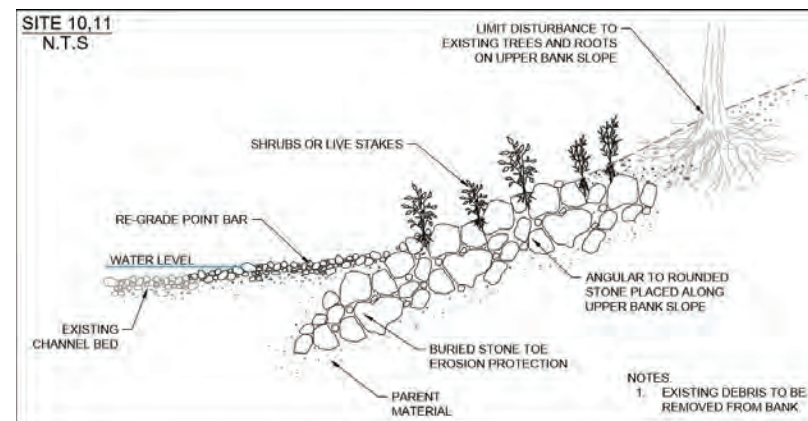 SITE 10,11
N.T.S
LIMIT DISTURBANCE TO
EXISTING TREES AND ROOTS
ON UPPER BANK SLOPE
SHRUBS OR LIVE STAKES
RE-GRADE POINT BAR
WATER LEVEL
ANGULAR TO ROUNDED
STONE PLACED ALONG
UPPER BANK SLOPE
EXISTING
CHANNEL BED
BURIED STONE TOE
EROSION PROTECTION
PARENT
MATERIAL
NOTES
1. EXISTING DEBRIS TO BE
REMOVED FROM BANK